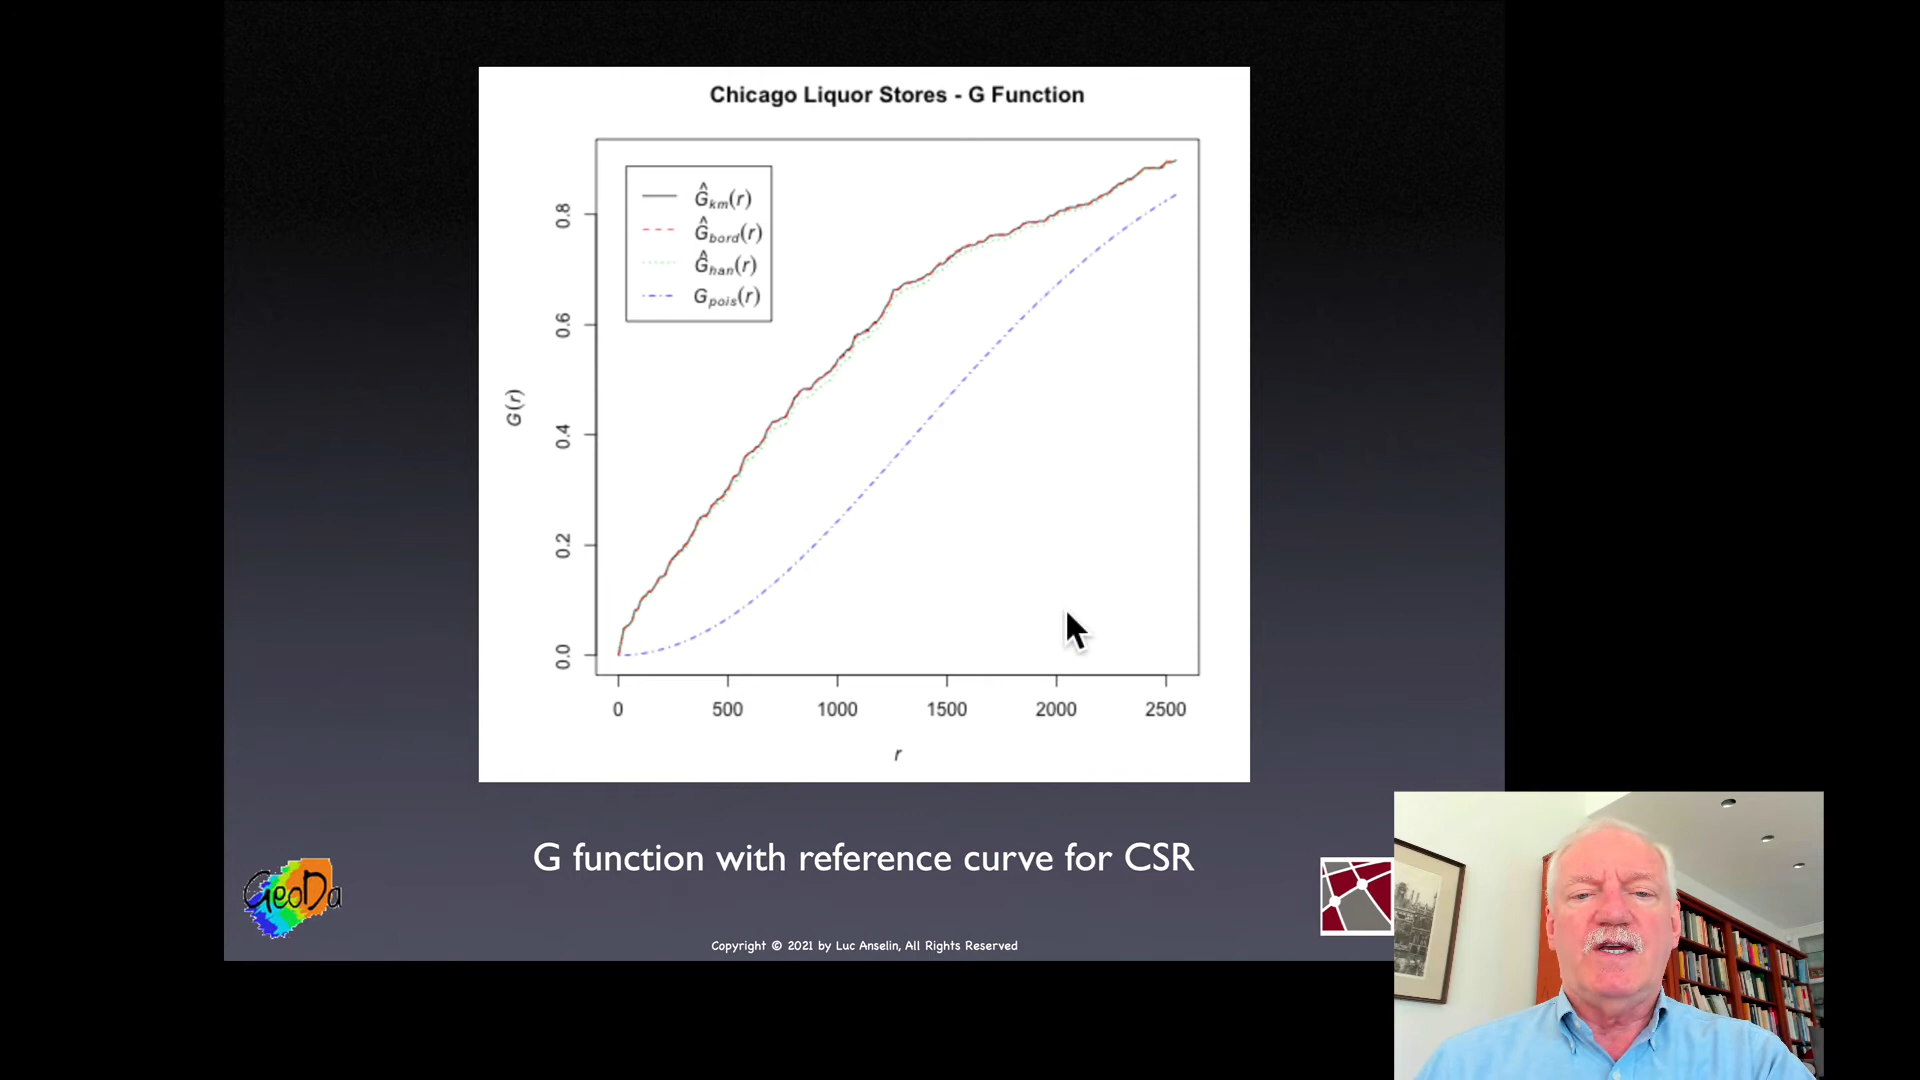 Chicago Liquor Stores - G Function
Ĝkm(r)
Ĝbord(r)
Ĝhan(r)
Gpois(r)
G(r)
0.8
0.6
0.4
0.2
0.0
0 500 1000 1500 2000 2500
r
G function with reference curve for CSR
GeoDa
Copyright © 2021 by Luc Anselin, All Rights Reserved